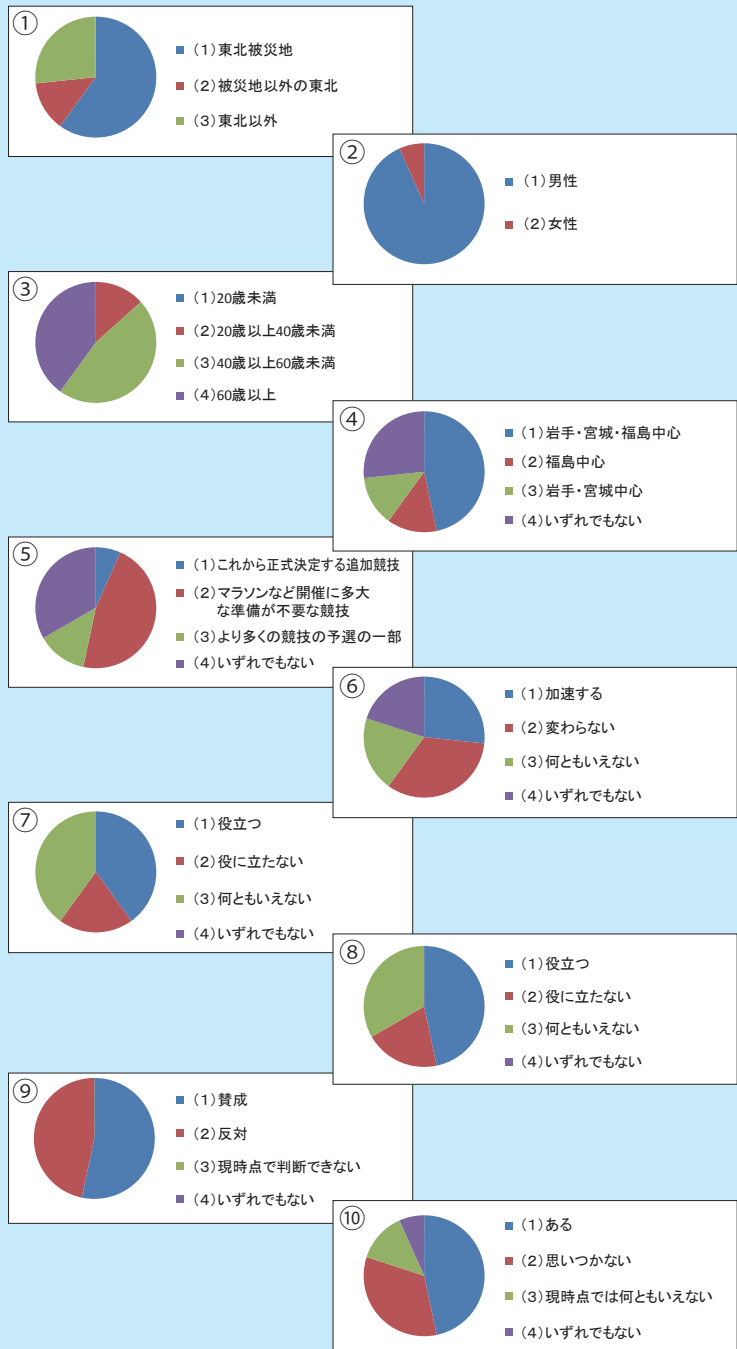 ①
(1)東北被災地
(2)被災地以外の東北
(3)東北以外
②
(1)男性
(2)女性
③
(1)20歳未満
(2)20歳以上40歳未満
(3)40歳以上60歳未満
(4)60歳以上
④
(1)岩手・宮城・福島中心
(2)福島中心
(3)岩手・宮城中心
(4)いずれでもない
⑤
(1)これから正式決定する追加競技
(2)マラソンなど開催に多大
な準備が不要な競技
(3)より多くの競技の予選の一部
(4)いずれでもない
⑥
(1)加速する
(2)変わらない
(3)何ともいえない
(4)いずれでもない
⑦
(1)役立つ
(2)役に立たない
(3)何ともいえない
(4)いずれでもない
⑧
(1)役立つ
(2)役に立たない
(3)何ともいえない
(4)いずれでもない
⑨
(1)賛成
(2)反対
(3)現時点で判断できない
(4)いずれでもない
⑩
(1)ある
(2)思いつかない
(3)現時点では何ともいえない
(4)いずれでもない